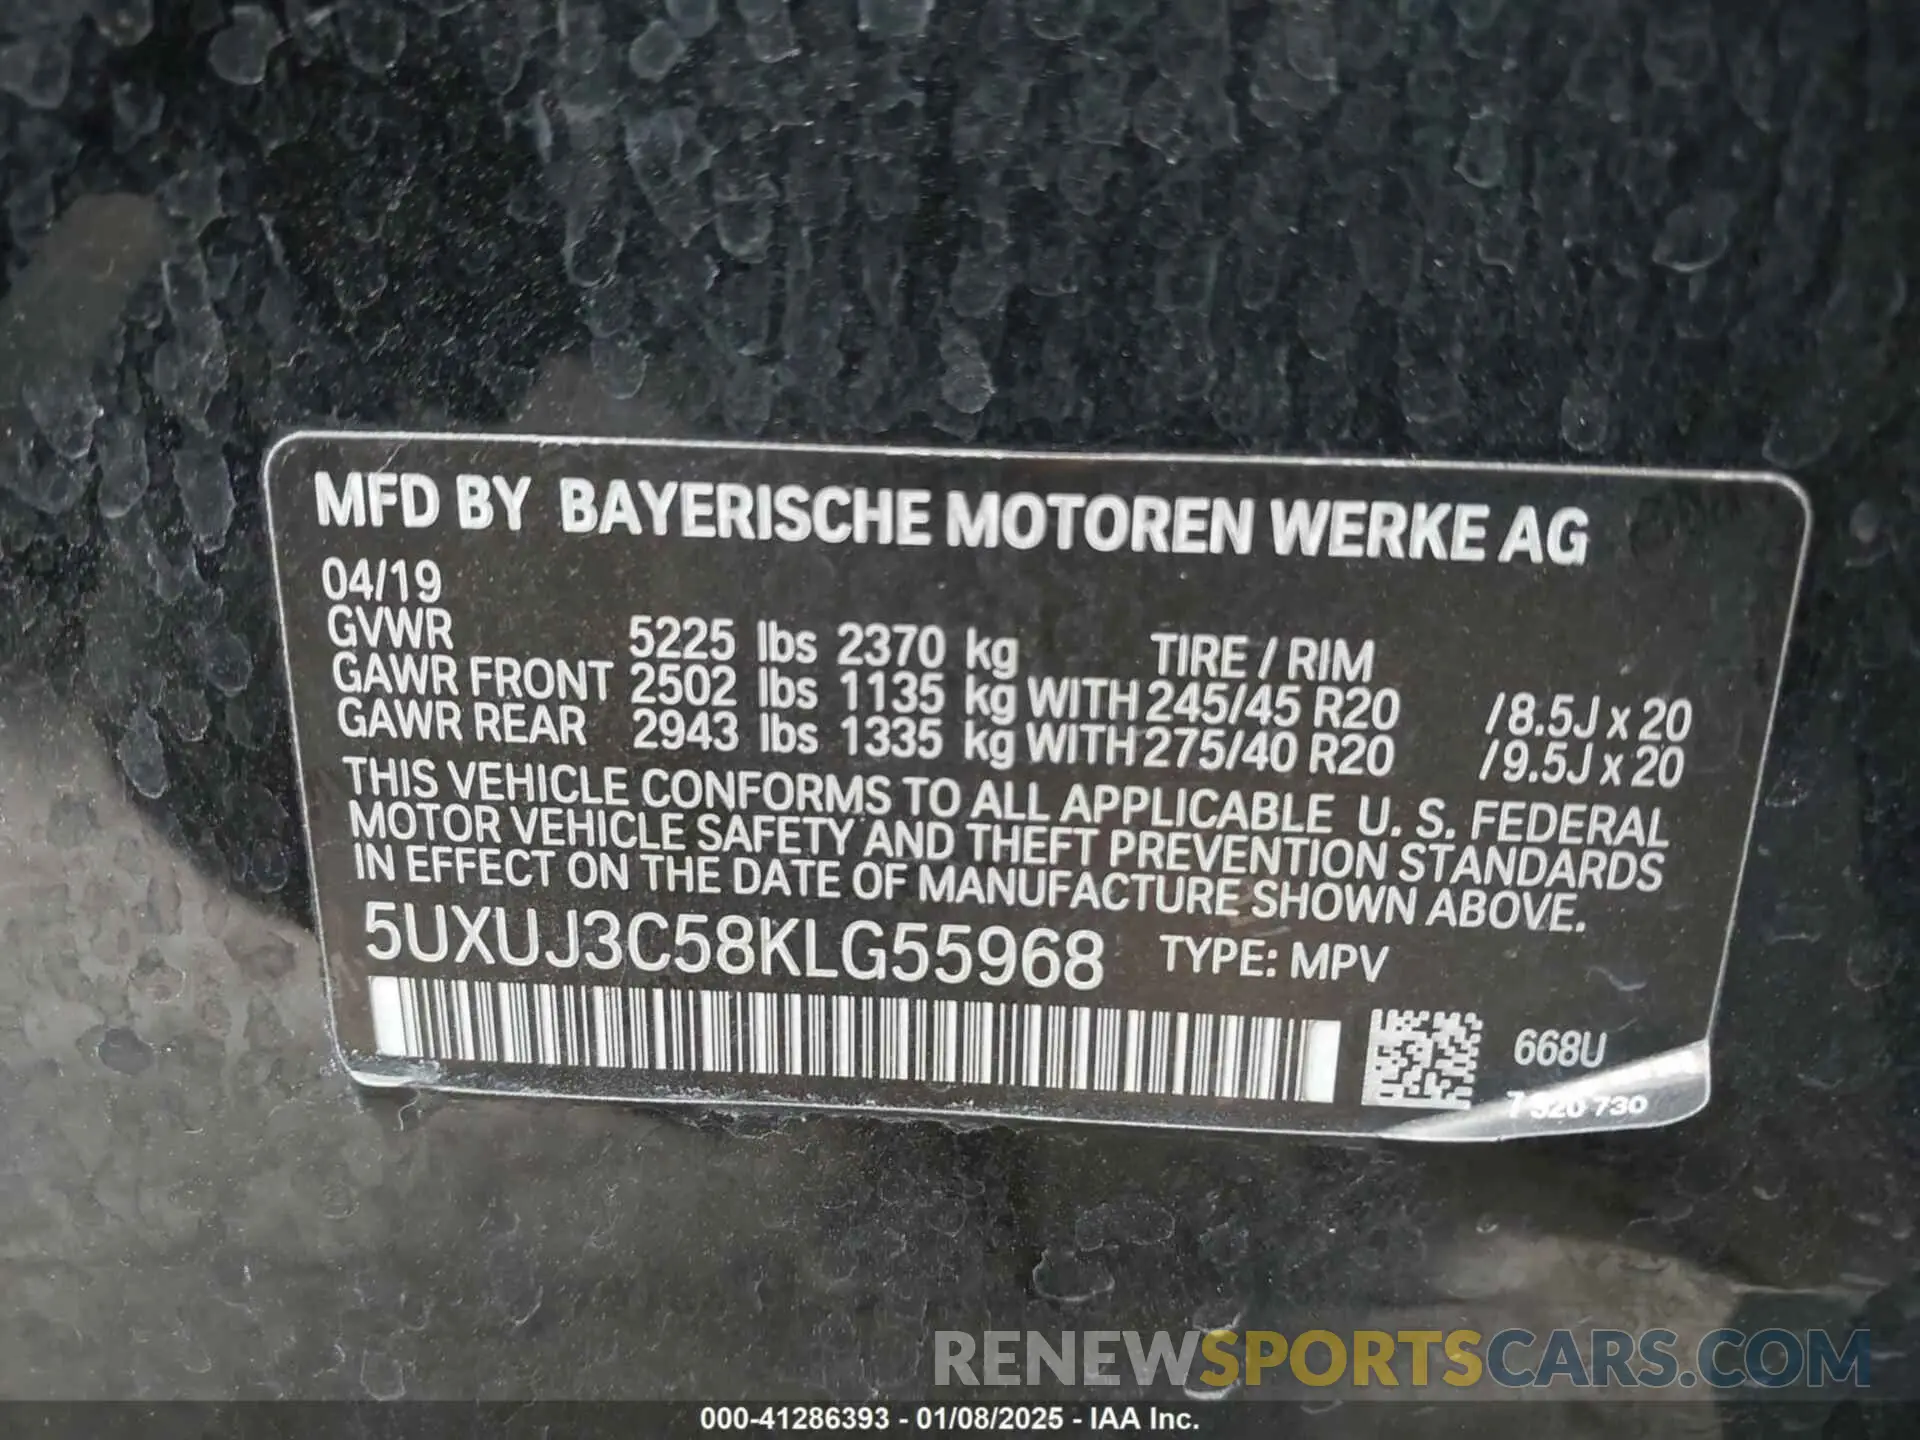 MFD BY BAYERISCHE MOTOREN WERKE AG
04/19
GVWR 5225 lbs 2370 kg TIRE / RIM
GAWR FRONT 2502 lbs 1135 kg WITH 245/45 R20 /8.5J x 20
GAWR REAR 2943 lbs 1335 kg WITH 275/40 R20 /9.5J x 20
THIS VEHICLE CONFORMS TO ALL APPLICABLE U. S. FEDERAL
MOTOR VEHICLE SAFETY AND THEFT PREVENTION STANDARDS
IN EFFECT ON THE DATE OF MANUFACTURE SHOWN ABOVE.
5UXUJ3C58KLG55968 TYPE: MPV
668U
7 920 730
RENEWSPORTSCARS.COM
000-41286393 - 01/08/2025 - IAA Inc.